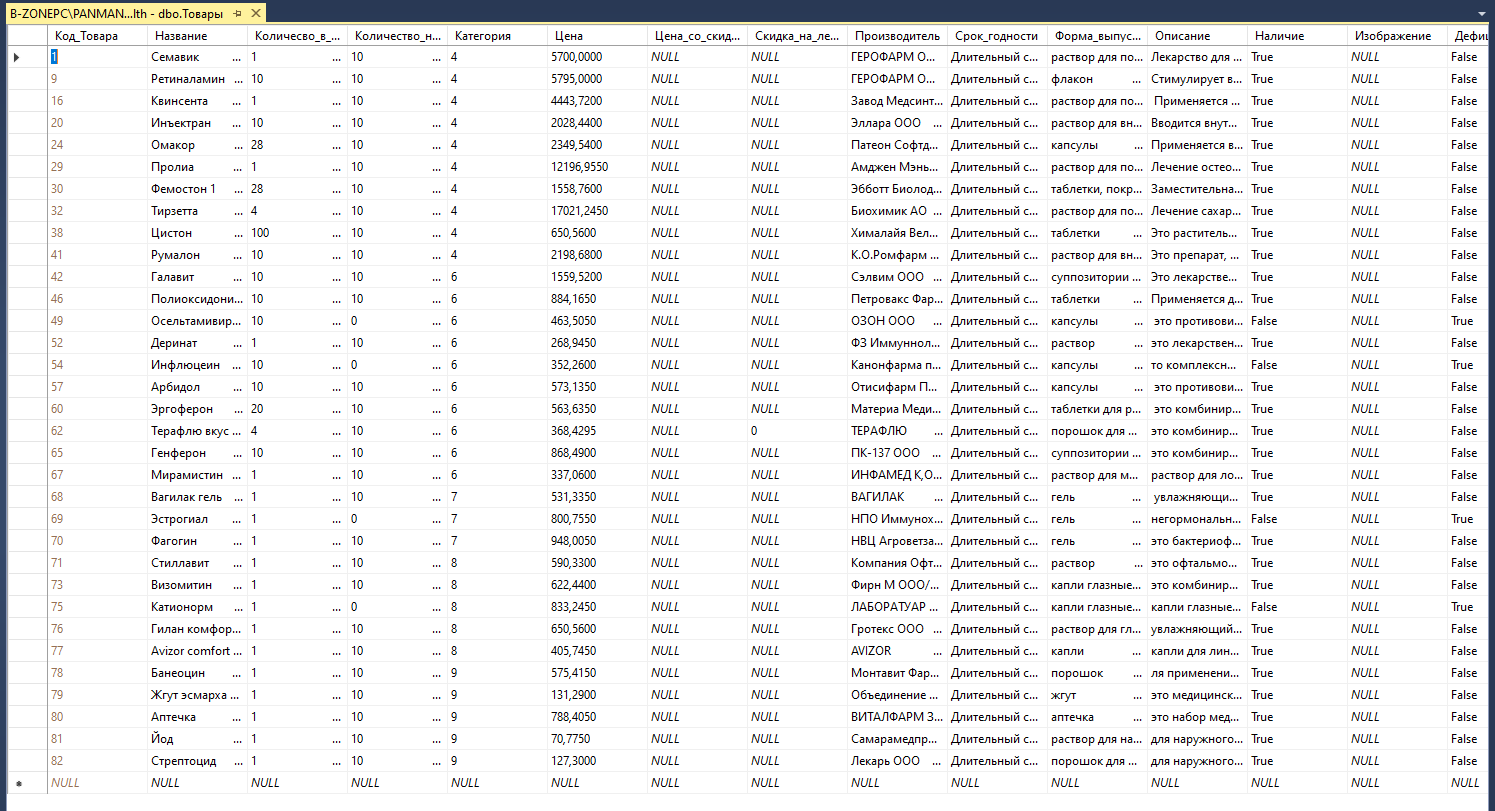 B-ZONEPC\PANMAN...lth - dbo.Товары
Код_Товара Название Количесво_в_... Количество_н... Категория Цена Цена_со_скид... Скидка_на_ле... Производитель Срок_годности Форма_выпус... Описание Наличие Изображение Дефиц
1 Семавик ... 1 ... 10 ... 4 5700,0000 NULL NULL ГЕРОФАРМ О... Длительный с... раствор для по... Лекарство для ... True NULL False
9 Ретиналамин ... 10 ... 10 ... 4 5795,0000 NULL NULL ГЕРОФАРМ О... Длительный с... флакон ... Стимулирует в... True NULL False
16 Квинсента ... 1 ... 10 ... 4 4443,7200 NULL NULL Завод Медсинт... Длительный с... раствор для по... Применяется ... True NULL False
20 Инъектран ... 10 ... 10 ... 4 2028,4400 NULL NULL Эллара ООО ... Длительный с... раствор для вн... Вводится внут... True NULL False
24 Омакор ... 28 ... 10 ... 4 2349,5400 NULL NULL Патеон Софтд... Длительный с... капсулы ... Применяется в... True NULL False
29 Пролиа ... 1 ... 10 ... 4 12196,9550 NULL NULL Амджен Мэнь... Длительный с... раствор для по... Лечение остео... True NULL False
30 Фемостон 1 ... 28 ... 10 ... 4 1558,7600 NULL NULL Эбботт Биолод... Длительный с... таблетки, покр... Заместительна... True NULL False
32 Тирзетта ... 4 ... 10 ... 4 17021,2450 NULL NULL Биохимик АО ... Длительный с... раствор для по... Лечение сахар... True NULL False
38 Цистон ... 100 ... 10 ... 4 650,5600 NULL NULL Хималайя Вел... Длительный с... таблетки ... Это раститель... True NULL False
41 Румалон ... 10 ... 10 ... 4 2198,6800 NULL NULL К.О.Ромфарм ... Длительный с... раствор для вн... Это препарат, ... True NULL False
42 Галавит ... 10 ... 10 ... 6 1559,5200 NULL NULL Сэлвим ООО ... Длительный с... суппозитории ... Это лекарстве... True NULL False
46 Полиоксидони... 10 ... 10 ... 6 884,1650 NULL NULL Петровакс Фар... Длительный с... таблетки ... Применяется д... True NULL False
49 Осельтамивир... 10 ... 0 ... 6 463,5050 NULL NULL ОЗОН ООО ... Длительный с... капсулы ... это противови... False NULL True
52 Деринат ... 1 ... 10 ... 6 268,9450 NULL NULL ФЗ Иммуннол... Длительный с... раствор ... это лекарствен... True NULL False
54 Инфлюцеин ... 10 ... 0 ... 6 352,2600 NULL NULL Канонфарма п... Длительный с... капсулы ... то комплексн... False NULL True
57 Арбидол ... 10 ... 10 ... 6 573,1350 NULL NULL Отисифарм П... Длительный с... капсулы ... это противови... True NULL False
60 Эргоферон ... 20 ... 10 ... 6 563,6350 NULL NULL Материа Меди... Длительный с... таблетки для р... это комбинир... True NULL False
62 Терафлю вкус ... 4 ... 10 ... 6 368,4295 NULL 0 ТЕРАФЛЮ ... Длительный с... порошок для ... это комбинир... True NULL False
65 Генферон ... 10 ... 10 ... 6 868,4900 NULL NULL ПК-137 ООО ... Длительный с... суппозитории ... это комбинир... True NULL False
67 Мирамистин ... 1 ... 10 ... 6 337,0600 NULL NULL ИНФАМЕД К,О... Длительный с... раствор для м... раствор для ло... True NULL False
68 Вагилак гель ... 1 ... 10 ... 7 531,3350 NULL NULL ВАГИЛАК ... Длительный с... гель ... увлажняющи... True NULL False
69 Эстрогиал ... 1 ... 0 ... 7 800,7550 NULL NULL НПО Иммунох... Длительный с... гель ... негормональн... False NULL True
70 Фагогин ... 1 ... 10 ... 7 948,0050 NULL NULL НВЦ Агроветза... Длительный с... гель ... это бактериоф... True NULL False
71 Стиллавит ... 1 ... 10 ... 8 590,3300 NULL NULL Компания Офт... Длительный с... раствор ... это офтальмо... True NULL False
73 Визомитин ... 1 ... 10 ... 8 622,4400 NULL NULL Фирн М ООО/... Длительный с... капли глазные... это комбинир... True NULL False
75 Катионорм ... 1 ... 0 ... 8 833,2450 NULL NULL ЛАБОРАТУАР ... Длительный с... капли глазные... капли глазные... False NULL True
76 Гилан комфор... 1 ... 10 ... 8 650,5600 NULL NULL Гротекс ООО ... Длительный с... раствор для гл... увлажняющий... True NULL False
77 Avizor comfort ... 1 ... 10 ... 8 405,7450 NULL NULL AVIZOR ... Длительный с... капли ... капли для лин... True NULL False
78 Банеоцин ... 1 ... 10 ... 9 575,4150 NULL NULL Монтавит Фар... Длительный с... порошок ... ля применени... True NULL False
79 Жгут эсмарха ... 1 ... 10 ... 9 131,2900 NULL NULL Объединение ... Длительный с... жгут ... это медицинск... True NULL False
80 Аптечка ... 1 ... 10 ... 9 788,4050 NULL NULL ВИТАЛФАРМ З... Длительный с... аптечка ... это набор мед... True NULL False
81 Йод ... 1 ... 10 ... 9 70,7750 NULL NULL Самарамедпр... Длительный с... раствор для на... для наружного... True NULL False
82 Стрептоцид ... 1 ... 10 ... 9 127,3000 NULL NULL Лекарь ООО ... Длительный с... порошок для ... для наружного... True NULL False
NULL NULL NULL NULL NULL NULL NULL NULL NULL NULL NULL NULL NULL NULL NULL